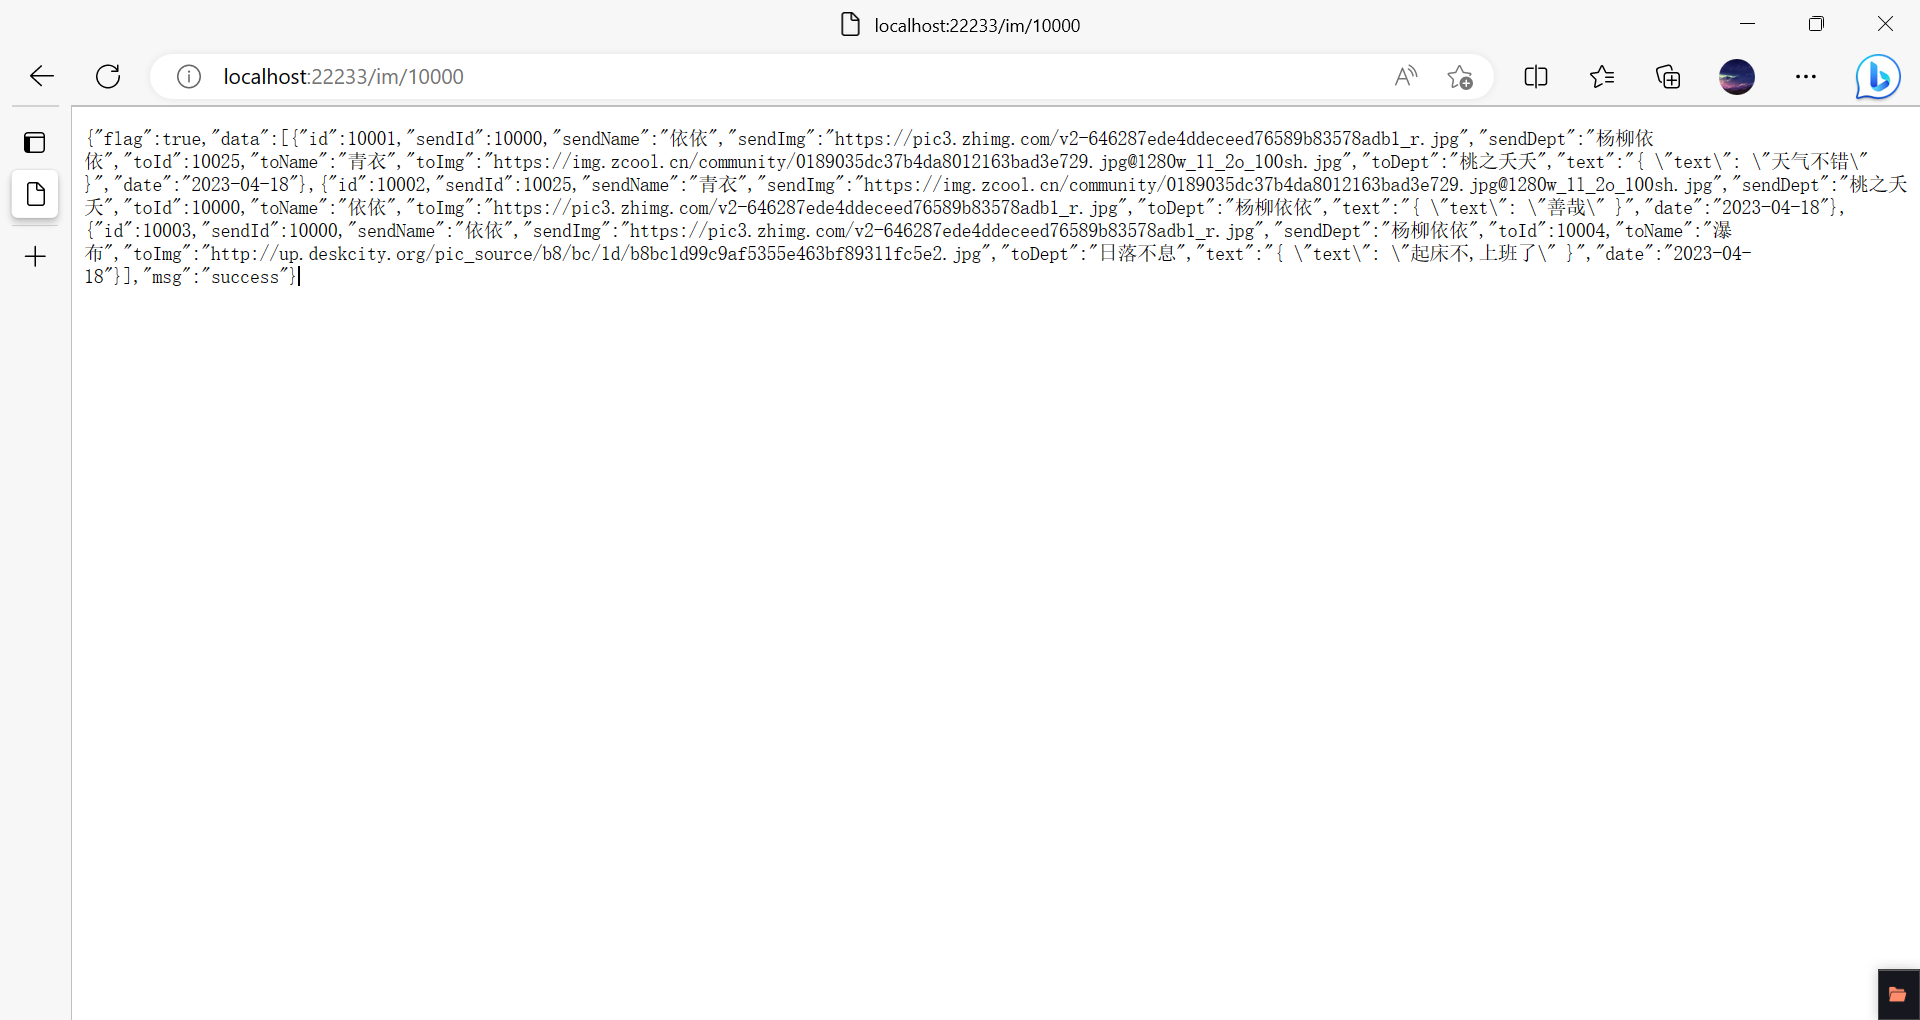 localhost:22233/im/10000
localhost:22233/im/10000
{"flag":true,"data":[{"id":10001,"sendId":10000,"sendName":"依依","sendImg":"https://pic3.zhimg.com/v2-646287ede4ddeceed76589b83578adb1_r.jpg","sendDept":"杨柳依
依","toId":10025,"toName":"青衣","toImg":"https://img.zcool.cn/community/0189035dc37b4da8012163bad3e729.jpg@1280w_1l_2o_100sh.jpg","toDept":"桃之夭夭","text":"{ \"text\": \"天气不错\"
}","date":"2023-04-18"},{"id":10002,"sendId":10025,"sendName":"青衣","sendImg":"https://img.zcool.cn/community/0189035dc37b4da8012163bad3e729.jpg@1280w_1l_2o_100sh.jpg","sendDept":"桃之夭
夭","toId":10000,"toName":"依依","toImg":"https://pic3.zhimg.com/v2-646287ede4ddeceed76589b83578adb1_r.jpg","toDept":"杨柳依依","text":"{ \"text\": \"善哉\" }","date":"2023-04-18"},
{"id":10003,"sendId":10000,"sendName":"依依","sendImg":"https://pic3.zhimg.com/v2-646287ede4ddeceed76589b83578adb1_r.jpg","sendDept":"杨柳依依","toId":10004,"toName":"瀑
布","toImg":"http://up.deskcity.org/pic_source/b8/bc/1d/b8bc1d99c9af5355e463bf89311fc5e2.jpg","toDept":"日落不息","text":"{ \"text\": \"起床不,上班了\" }","date":"2023-04-
18"}],"msg":"success"}